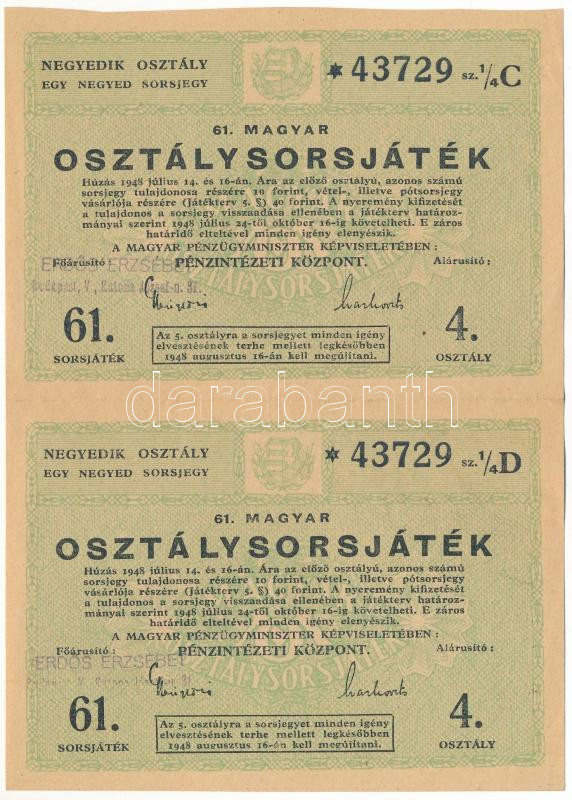 NEGYEDIK OSZTÁLY
EGY NEGYED SORSJEGY
✶ 43729 sz. 1/4 C
61. MAGYAR
OSZTÁLYSORSJÁTÉK
Húzás 1948 július 14. és 16-án. Ára az előző osztályú, azonos számú
sorsjegy tulajdonosa részére 10 forint, vétel-, illetve pótsorsjegy
vásárlója részére (Játékterv 5. §) 40 forint. A nyeremény kifizetését
a tulajdonos a sorsjegy visszaadása ellenében a játékterv határoz-
mányai szerint 1948 július 24-től október 16-ig követelheti. E záros
határidő elteltével minden igény elenyészik.
A MAGYAR PÉNZÜGYMINISZTER KÉPVISELETÉBEN:
Főárusító:
PÉNZINTÉZETI KÖZPONT.
Alárusító:
ERDŐS ERZSÉBET
Budapest, V., Katona József-u.
61.
SORSJÁTÉK
Az 5. osztályra a sorsjegyet minden igény
elvesztésének terhe mellett legkésőbben
1948 augusztus 16-án kell megújítani.
4.
OSZTÁLY
darabanth
NEGYEDIK OSZTÁLY
EGY NEGYED SORSJEGY
✶ 43729 sz. 1/4 D
61. MAGYAR
OSZTÁLYSORSJÁTÉK
Húzás 1948 július 14. és 16-án. Ára az előző osztályú, azonos számú
sorsjegy tulajdonosa részére 10 forint, vétel-, illetve pótsorsjegy
vásárlója részére (Játékterv 5. §) 40 forint. A nyeremény kifizetését
a tulajdonos a sorsjegy visszaadása ellenében a játékterv határoz-
mányai szerint 1948 július 24-től október 16-ig követelheti. E záros
határidő elteltével minden igény elenyészik.
A MAGYAR PÉNZÜGYMINISZTER KÉPVISELETÉBEN:
Főárusító:
PÉNZINTÉZETI KÖZPONT.
Alárusító:
ERDŐS ERZSÉBET
61.
SORSJÁTÉK
Az 5. osztályra a sorsjegyet minden igény
elvesztésének terhe mellett legkésőbben
1948 augusztus 16-án kell megújítani.
4.
OSZTÁLY